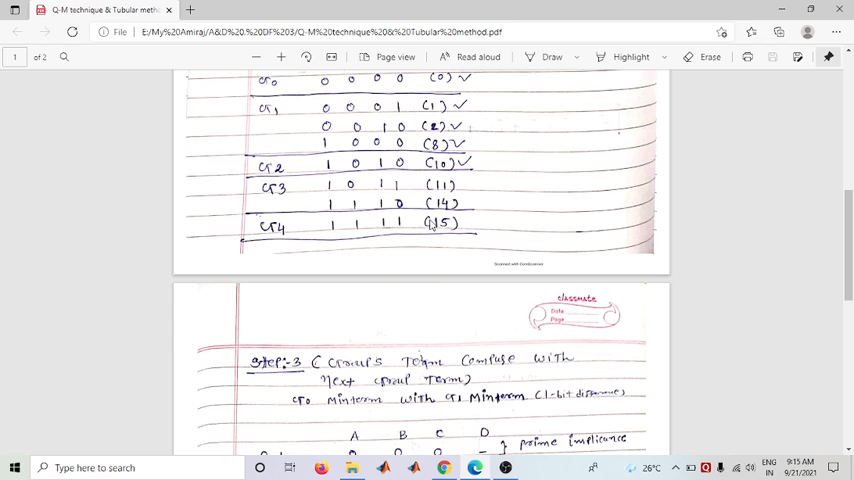 Q-M technique & Tubular metho
File
E:/My%20Amiraj/A&D%20%20DF%203/Q-M%20technique%20&%20Tubular%20method.pdf
1 of 2
Page view
Read aloud
Draw
Highlight
Erase
G0 0 0 0 0 (0) ✓
G1 0 0 0 1 (1) ✓
0 0 1 0 (2) ✓
1 0 0 0 (8) ✓
G2 1 0 1 0 (10) ✓
G3 1 0 1 1 (11)
1 1 1 0 (14)
G4 1 1 1 1 (15)
Scanned with CamScanner
classmate
Date
Page
Step:-3 ( Group's Term Compare with
Next Group Term)
G0 Minterm with G1 Minterm (1-bit difference)
A B C D
0 0 0 - } prime implicance
Type here to search
26°C
ENG
IN
9:15 AM
9/21/2021